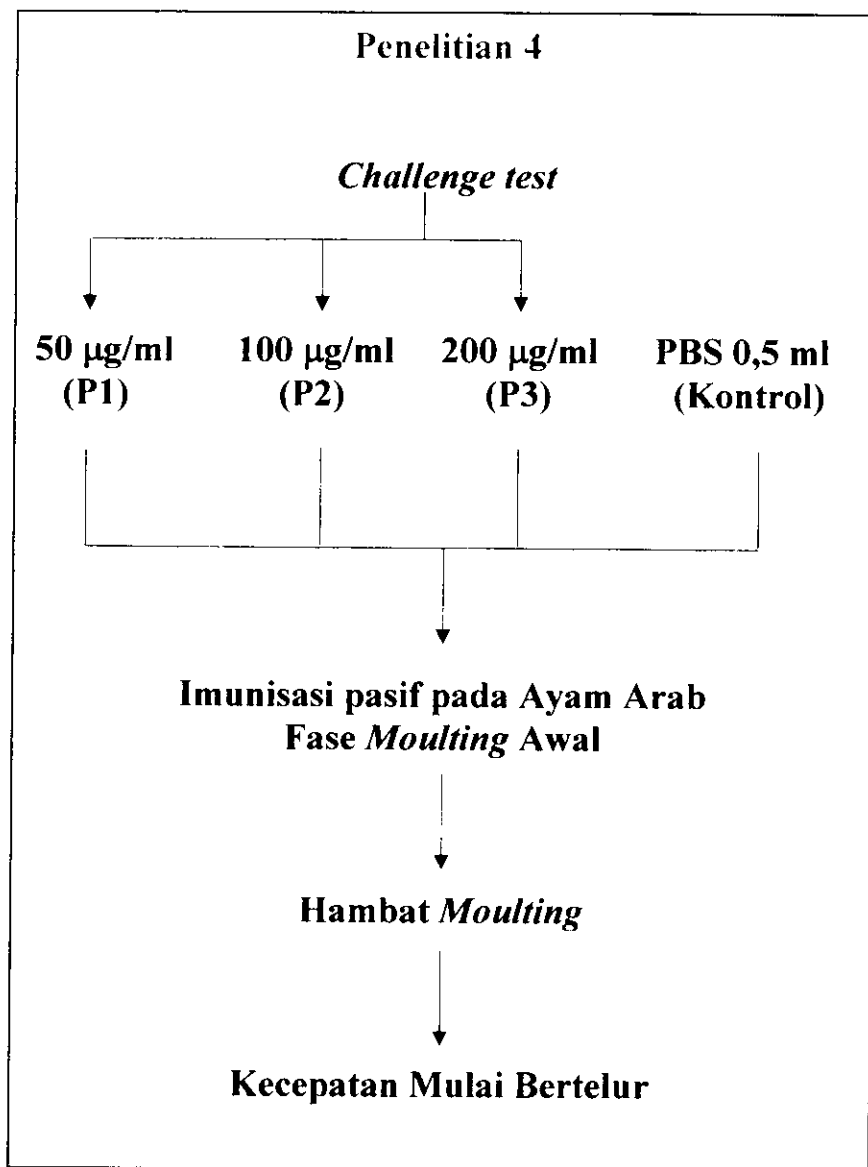 Penelitian 4
Challenge test
50 µg/ml
(P1)
100 µg/ml
(P2)
200 µg/ml
(P3)
PBS 0,5 ml
(Kontrol)
Imunisasi pasif pada Ayam Arab
Fase Moulting Awal
Hambat Moulting
Kecepatan Mulai Bertelur